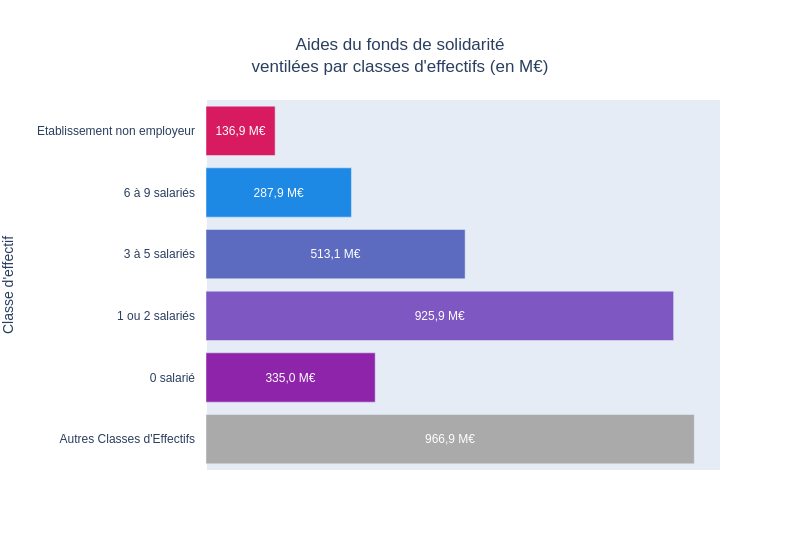 Aides du fonds de solidarité
ventilées par classes d'effectifs (en M€)
Classe d'effectif
Etablissement non employeur
136,9 M€
6 à 9 salariés
287,9 M€
3 à 5 salariés
513,1 M€
1 ou 2 salariés
925,9 M€
0 salarié
335,0 M€
Autres Classes d'Effectifs
966,9 M€